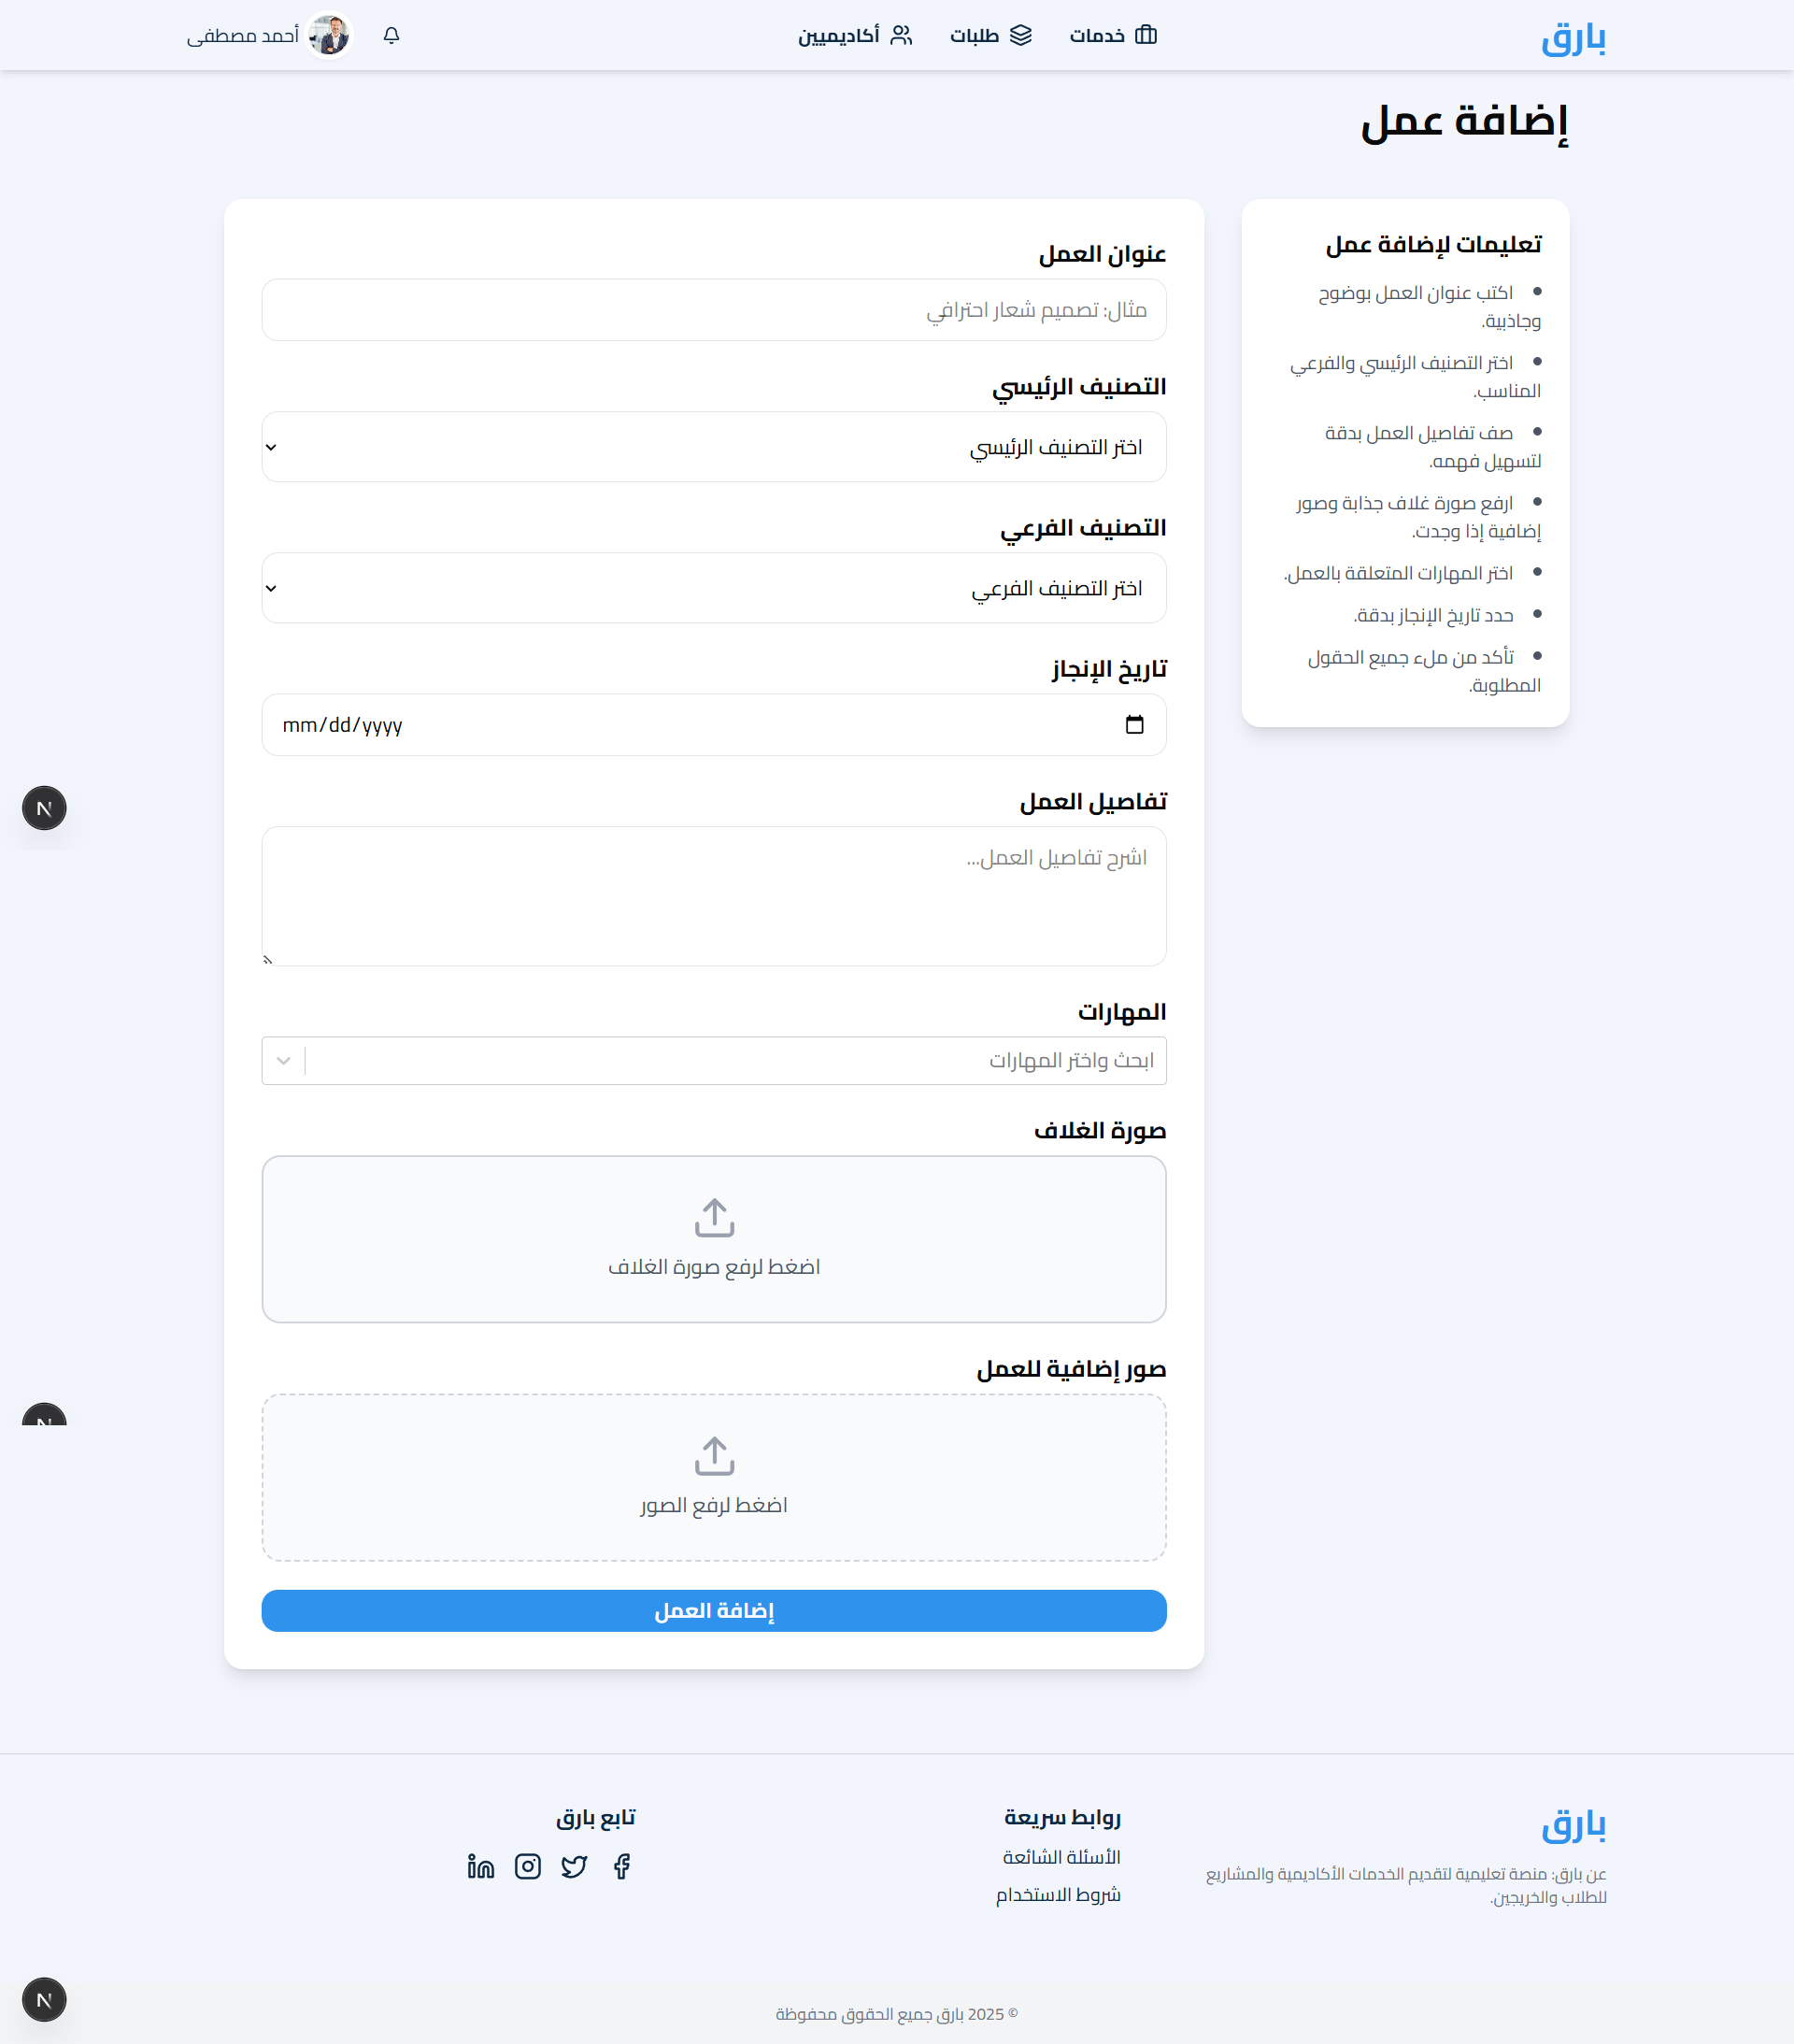 بارق
خدمات
طلبات
أكاديميين
أحمد مصطفى
إضافة عمل
تعليمات لإضافة عمل
اكتب عنوان العمل بوضوح
وجاذبية.
اختر التصنيف الرئيسي والفرعي
المناسب.
صف تفاصيل العمل بدقة
لتسهيل فهمه.
ارفع صورة غلاف جذابة وصور
إضافية إذا وجدت.
اختر المهارات المتعلقة بالعمل.
حدد تاريخ الإنجاز بدقة.
تأكد من ملء جميع الحقول
المطلوبة.
عنوان العمل
مثال: تصميم شعار احترافي
التصنيف الرئيسي
اختر التصنيف الرئيسي
التصنيف الفرعي
اختر التصنيف الفرعي
تاريخ الإنجاز
mm/dd/yyyy
تفاصيل العمل
اشرح تفاصيل العمل...
المهارات
ابحث واختر المهارات
صورة الغلاف
اضغط لرفع صورة الغلاف
صور إضافية للعمل
اضغط لرفع الصور
إضافة العمل
بارق
عن بارق: منصة تعليمية لتقديم الخدمات الأكاديمية والمشاريع
للطلاب والخريجين.
روابط سريعة
الأسئلة الشائعة
شروط الاستخدام
تابع بارق
© 2025 بارق جميع الحقوق محفوظة
N
N
N